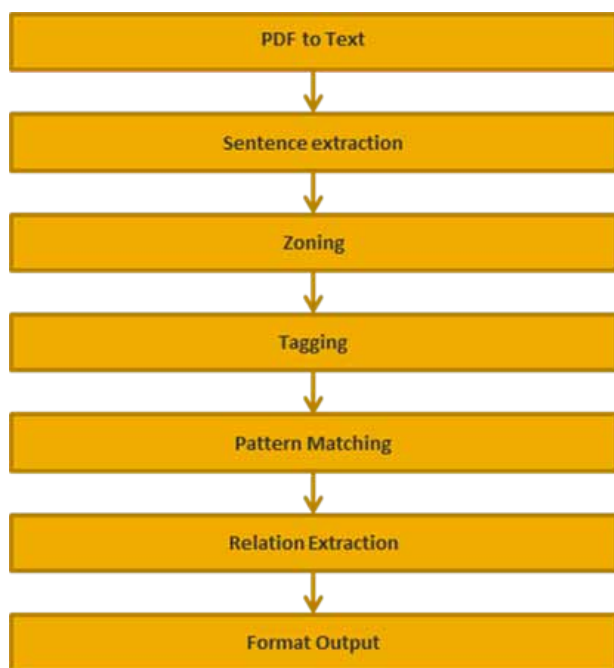 PDF to Text
Sentence extraction
Zoning
Tagging
Pattern Matching
Relation Extraction
Format Output